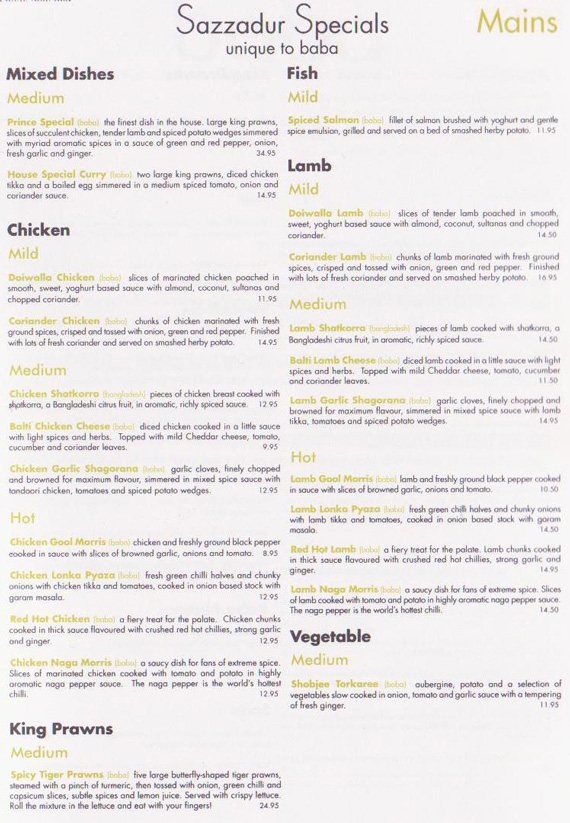 Sazzadur Specials
unique to baba
Mains
Mixed Dishes
Medium
Prince Special (baba) the finest dish in the house. Large king prawns,
slices of succulent chicken, tender lamb and spiced potato wedges simmered
with myriad aromatic spices in a sauce of green and red pepper, onion,
fresh garlic and ginger. 34.95
House Special Curry (baba) two large king prawns, diced chicken
tikka and a boiled egg simmered in a medium spiced tomato, onion and
coriander sauce. 14.95
Chicken
Mild
Doiwalla Chicken (baba) slices of marinated chicken poached in
smooth, sweet, yoghurt based sauce with almond, coconut, sultanas and
chopped coriander. 11.95
Coriander Chicken (baba) chunks of chicken marinated with fresh
ground spices, crisped and tossed with onion, green and red pepper. Finished
with lots of fresh coriander and served on smashed herby potato. 14.95
Medium
Chicken Shatkorra (bangladesh) pieces of chicken breast cooked with
shatkorra, a Bangladeshi citrus fruit, in aromatic, richly spiced sauce. 12.95
Balti Chicken Cheese (baba) diced chicken cooked in a little sauce
with light spices and herbs. Topped with mild Cheddar cheese, tomato,
cucumber and coriander leaves. 9.95
Chicken Garlic Shagorana (baba) garlic cloves, finely chopped
and browned for maximum flavour, simmered in mixed spice sauce with
tandoori chicken, tomatoes and spiced potato wedges. 12.95
Hot
Chicken Gool Morris (baba) chicken and freshly ground black pepper
cooked in sauce with slices of browned garlic, onions and tomato. 8.95
Chicken Lonka Pyaza (baba) fresh green chilli halves and chunky
onions with chicken tikka and tomatoes, cooked in onion based stock with
garam masala. 12.95
Red Hot Chicken (baba) a fiery treat for the palate. Chicken chunks
cooked in thick sauce flavoured with crushed red hot chillies, strong garlic
and ginger. 12.95
Chicken Naga Morris (baba) a saucy dish for fans of extreme spice.
Slices of marinated chicken cooked with tomato and potato in highly
aromatic naga pepper sauce. The naga pepper is the world's hottest
chilli. 12.95
King Prawns
Medium
Spicy Tiger Prawns (baba) five large butterfly-shaped tiger prawns,
steamed with a pinch of turmeric, then tossed with onion, green chilli and
capsicum slices, subtle spices and lemon juice. Served with crispy lettuce.
Roll the mixture in the lettuce and eat with your fingers! 24.95
Fish
Mild
Spiced Salmon (baba) fillet of salmon brushed with yoghurt and gentle
spice emulsion, grilled and served on a bed of smashed herby potato. 11.95
Lamb
Mild
Doiwalla Lamb (baba) slices of tender lamb poached in smooth,
sweet, yoghurt based sauce with almond, coconut, sultanas and chopped
coriander. 14.50
Coriander Lamb (baba) chunks of lamb marinated with fresh ground
spices, crisped and tossed with onion, green and red pepper. Finished
with lots of fresh coriander and served on smashed herby potato. 16.95
Medium
Lamb Shatkorra (bangladesh) pieces of lamb cooked with shatkorra, a
Bangladeshi citrus fruit, in aromatic, richly spiced sauce. 14.50
Balti Lamb Cheese (baba) diced lamb cooked in a little sauce with light
spices and herbs. Topped with mild Cheddar cheese, tomato, cucumber
and coriander leaves. 11.50
Lamb Garlic Shagorana (baba) garlic cloves, finely chopped and
browned for maximum flavour, simmered in mixed spice sauce with lamb
tikka, tomatoes and spiced potato wedges. 14.95
Hot
Lamb Gool Morris (baba) lamb and freshly ground black pepper cooked
in sauce with slices of browned garlic, onions and tomato. 10.50
Lamb Lonka Pyaza (baba) fresh green chilli halves and chunky onions
with lamb tikka and tomatoes, cooked in onion based stock with garam
masala. 14.50
Red Hot Lamb (baba) a fiery treat for the palate. Lamb chunks cooked
in thick sauce flavoured with crushed red hot chillies, strong garlic and
ginger. 14.95
Lamb Naga Morris (baba) a saucy dish for fans of extreme spice. Slices
of lamb cooked with tomato and potato in highly aromatic naga pepper sauce.
The naga pepper is the world's hottest chilli. 14.50
Vegetable
Medium
Shobjee Torkaree (baba) aubergine, potato and a selection of
vegetables slow cooked in onion, tomato and garlic sauce with a tempering
of fresh ginger. 11.95